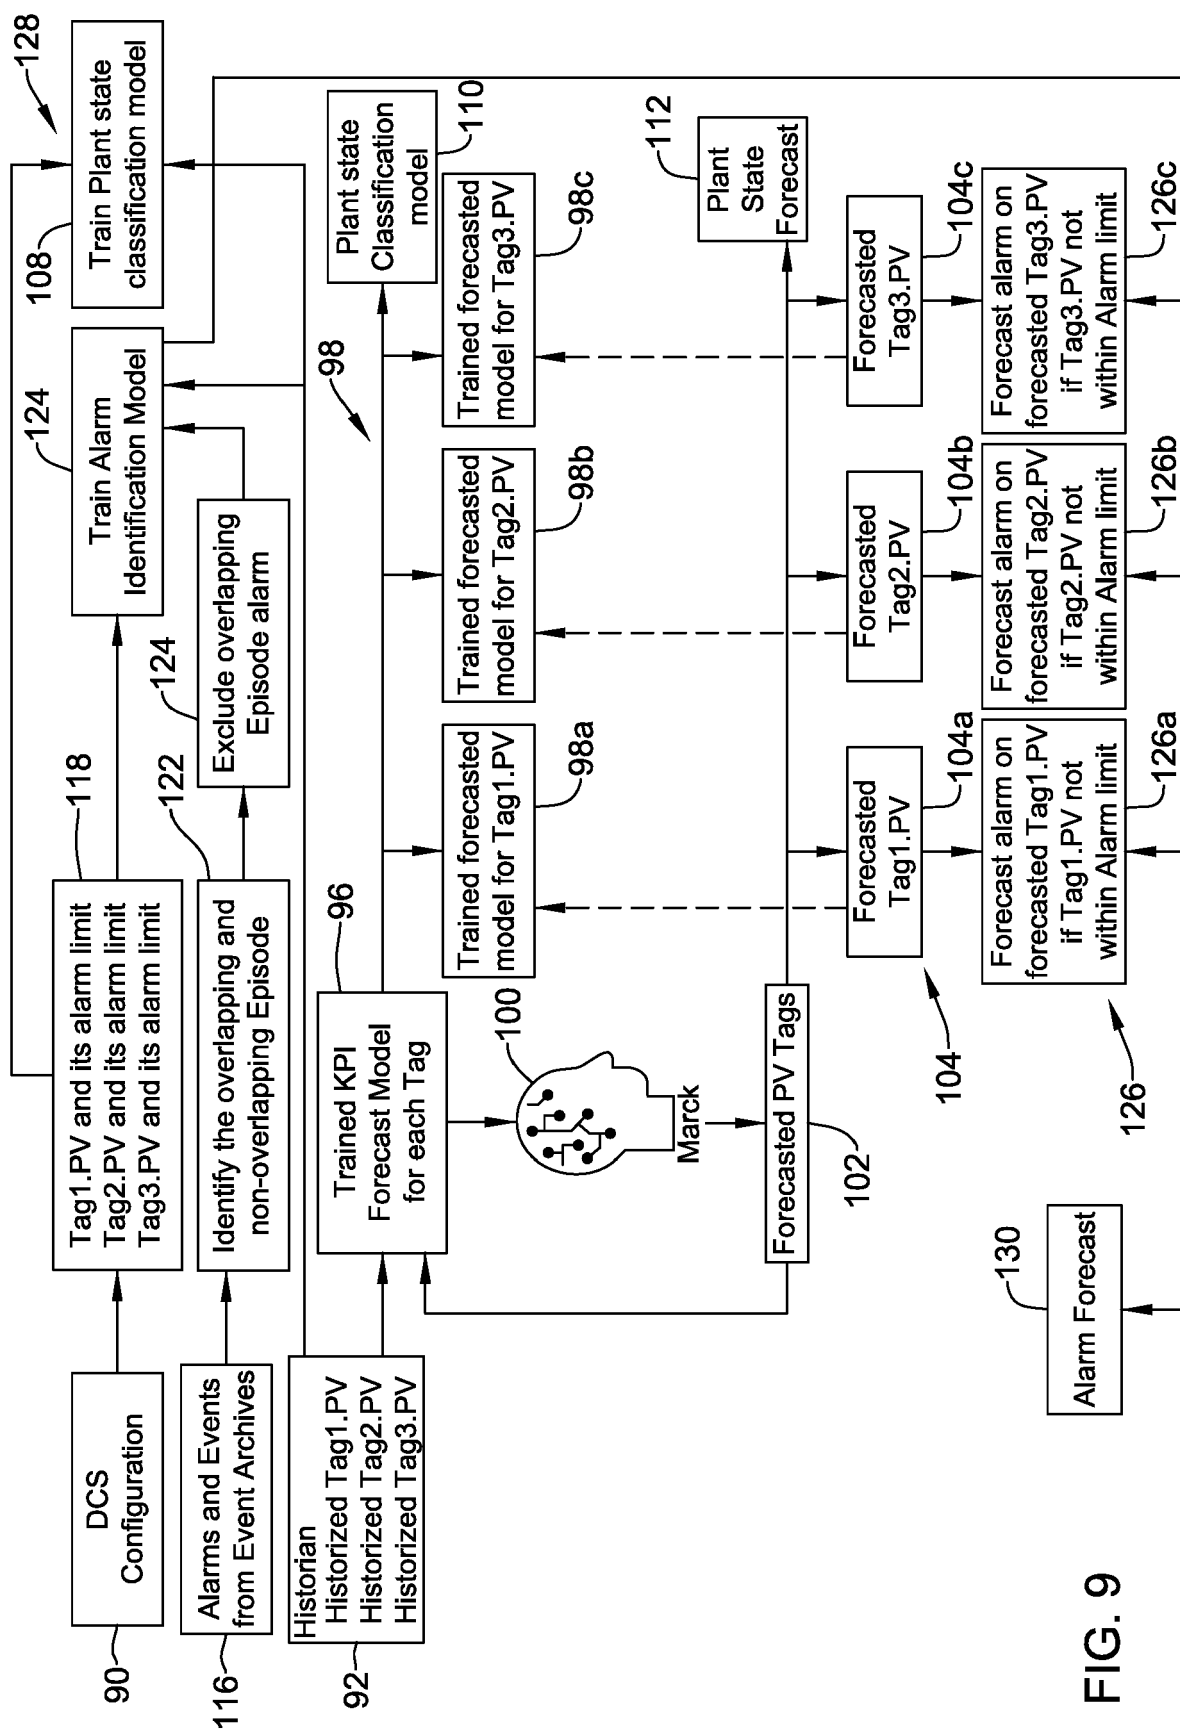 128
108
Train Plant state
classification model
124
Train Alarm
Identification Model
118
Tag1.PV and its alarm limit
Tag2.PV and its alarm limit
Tag3.PV and its alarm limit
DCS
Configuration
90
124
Exclude overlapping
Episode alarm
122
Identify the overlapping and
non-overlapping Episode
Alarms and Events
from Event Archives
116
Historian
Historized Tag1.PV
Historized Tag2.PV
Historized Tag3.PV
92
96
Trained KPI
Forecast Model
for each Tag
98
Plant state
Classification
model
110
Trained forecasted
model for Tag1.PV
98a
Trained forecasted
model for Tag2.PV
98b
Trained forecasted
model for Tag3.PV
98c
100
Marck
112
Plant
State
Forecast
Forecasted PV Tags
102
104
Forecasted
Tag1.PV
104a
Forecasted
Tag2.PV
104b
Forecasted
Tag3.PV
104c
126
Forecast alarm on
forecasted Tag1.PV
if Tag1.PV not
within Alarm limit
126a
Forecast alarm on
forecasted Tag2.PV
if Tag2.PV not
within Alarm limit
126b
Forecast alarm on
forecasted Tag3.PV
if Tag3.PV not
within Alarm limit
126c
130
Alarm Forecast
FIG. 9